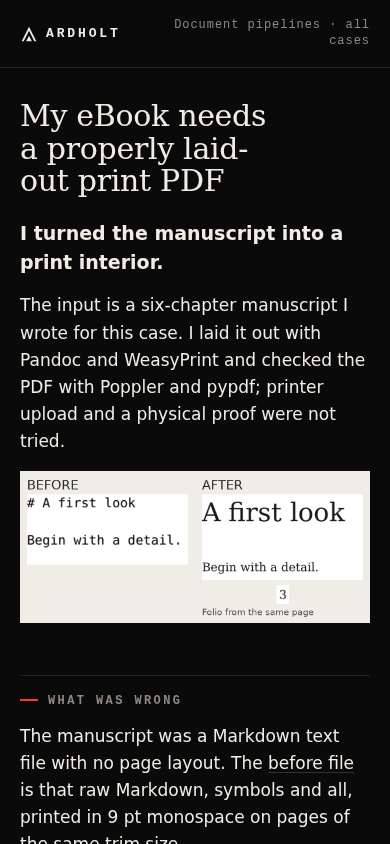 ARDHOLT
Document pipelines · all
cases
My eBook needs
a properly laid-
out print PDF
I turned the manuscript into a
print interior.
The input is a six-chapter manuscript I
wrote for this case. I laid it out with
Pandoc and WeasyPrint and checked the
PDF with Poppler and pypdf; printer
upload and a physical proof were not
tried.
BEFORE
# A first look
Begin with a detail.
AFTER
A first look
Begin with a detail.
3
Folio from the same page
WHAT WAS WRONG
The manuscript was a Markdown text
file with no page layout. The before file
is that raw Markdown, symbols and all,
printed in 9 pt monospace on pages of
the same trim size.